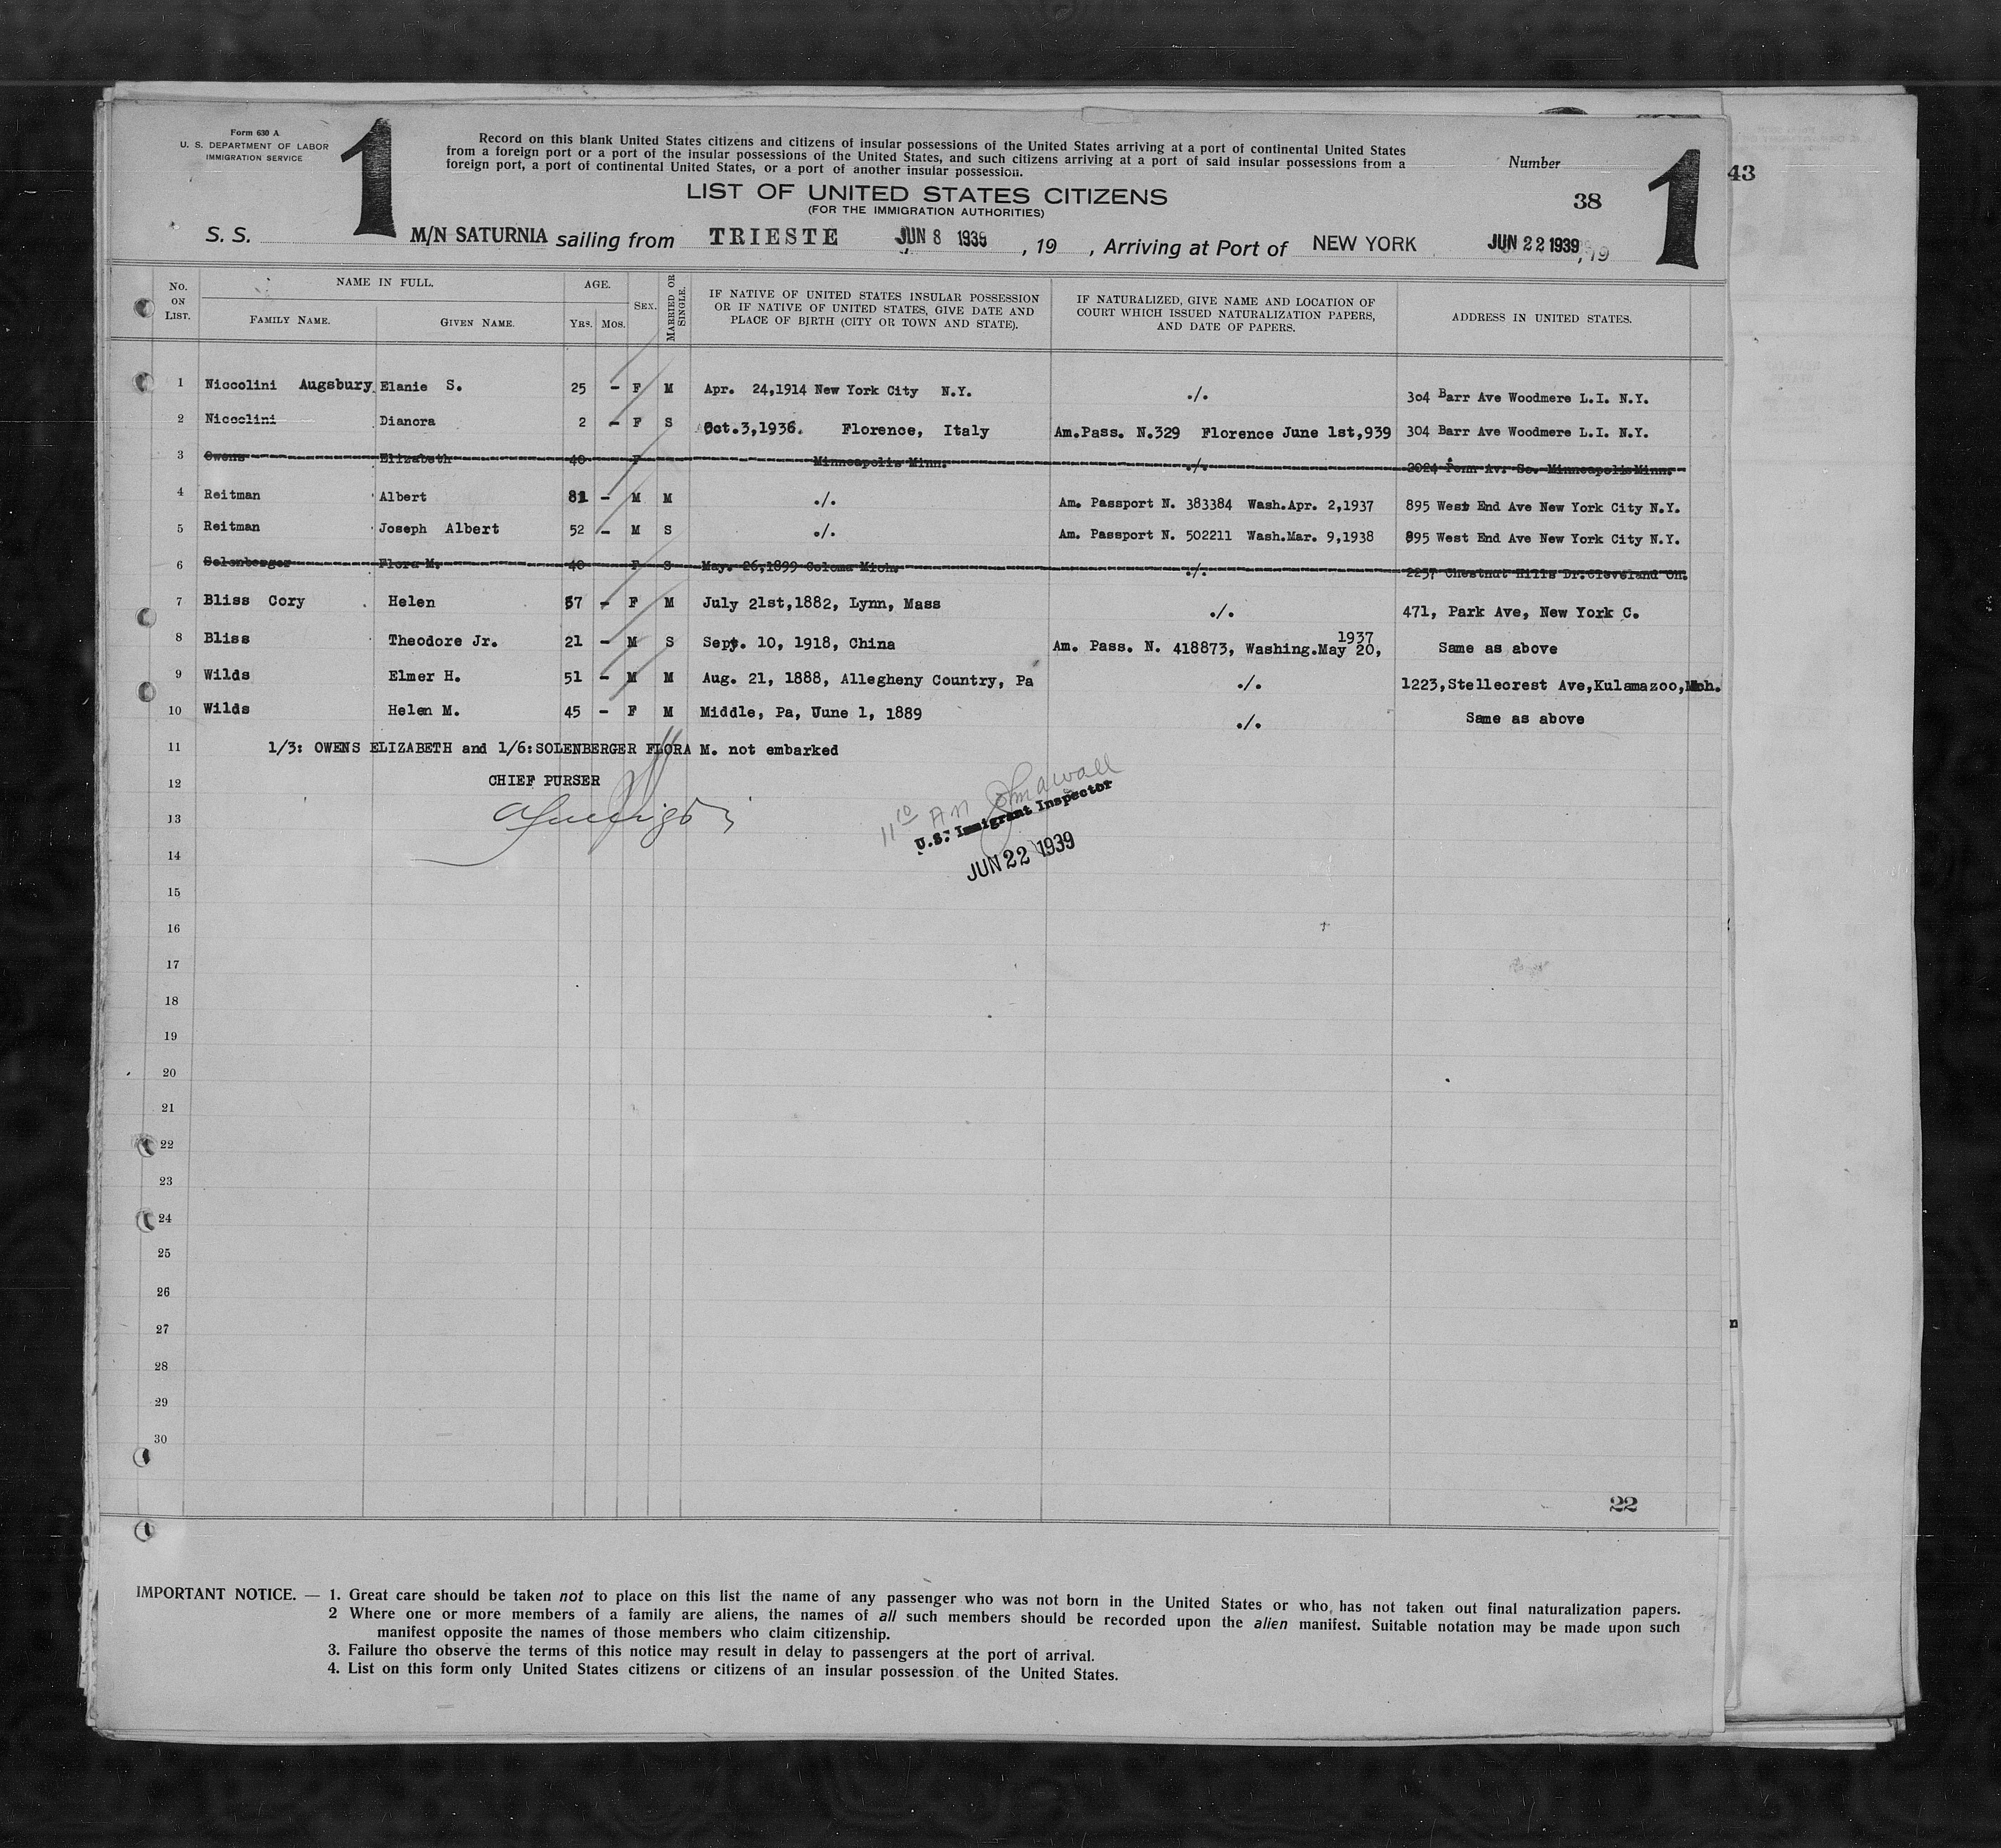 Form 630 A
U. S. DEPARTMENT OF LABOR
IMMIGRATION SERVICE
1
Record on this blank United States citizens and citizens of insular possessions of the United States arriving at a port of continental United States
from a foreign port or a port of the insular possessions of the United States, and such citizens arriving at a port of said insular possessions from a
foreign port, a port of continental United States, or a port of another insular possession.
Number
1
43
LIST OF UNITED STATES CITIZENS
38
(FOR THE IMMIGRATION AUTHORITIES)
S. S. M/N SATURNIA sailing from TRIESTE JUN 8 1939, 19 , Arriving at Port of NEW YORK JUN 22 1939, 19
No. ON LIST. NAME IN FULL. FAMILY NAME. GIVEN NAME. AGE. YRS. MOS. SEX. MARRIED OR SINGLE. IF NATIVE OF UNITED STATES INSULAR POSSESSION OR IF NATIVE OF UNITED STATES, GIVE DATE AND PLACE OF BIRTH (CITY OR TOWN AND STATE). IF NATURALIZED, GIVE NAME AND LOCATION OF COURT WHICH ISSUED NATURALIZATION PAPERS, AND DATE OF PAPERS. ADDRESS IN UNITED STATES.
1 Niccolini Augsbury Elanie S. 25 - F M Apr. 24,1914 New York City N.Y. ./. 304 Barr Ave Woodmere L.I. N.Y.
2 Niccolini Dianora 2 - F S Oct.3,1936. Florence, Italy Am.Pass. N.329 Florence June 1st,939 304 Barr Ave Woodmere L.I. N.Y.
3 Owens Elizabeth 40 F Minneapolis Minn. ./. 2024 Penn Av. So. Minneapolis Minn.
4 Reitman Albert 81 - M M ./. Am. Passport N. 383384 Wash.Apr. 2,1937 895 West End Ave New York City N.Y.
5 Reitman Joseph Albert 52 - M S ./. Am. Passport N. 502211 Wash.Mar. 9,1938 895 West End Ave New York City N.Y.
6 Solenberger Flora M. 40 F S May. 26,1899 Coloma Mich. ./. 2257 Chestnut Hills Dr.Cleveland Oh.
7 Bliss Cory Helen 57 - F M July 21st,1882, Lynn, Mass ./. 471, Park Ave, New York C.
8 Bliss Theodore Jr. 21 - M S Sept. 10, 1918, China Am. Pass. N. 418873, Washing.May 20, 1937 Same as above
9 Wilds Elmer H. 51 - M M Aug. 21, 1888, Allegheny Country, Pa ./. 1223,Stellecrest Ave,Kulamazoo,Mch.
10 Wilds Helen M. 45 - F M Middle, Pa, Uune 1, 1889 ./. Same as above
11 1/3: OWENS ELIZABETH and 1/6:SOLENBERGER FLORA M. not embarked
12 CHIEF PURSER
13
11 10 AM
U.S. Immigrant Inspector
JUN 22 1939
14
15
16
17
18
19
20
21
22
23
24
25
26
27
n
28
29
30
22
IMPORTANT NOTICE. — 1. Great care should be taken not to place on this list the name of any passenger who was not born in the United States or who has not taken out final naturalization papers.
2 Where one or more members of a family are aliens, the names of all such members should be recorded upon the alien manifest. Suitable notation may be made upon such
manifest opposite the names of those members who claim citizenship.
3. Failure tho observe the terms of this notice may result in delay to passengers at the port of arrival.
4. List on this form only United States citizens or citizens of an insular possession of the United States.